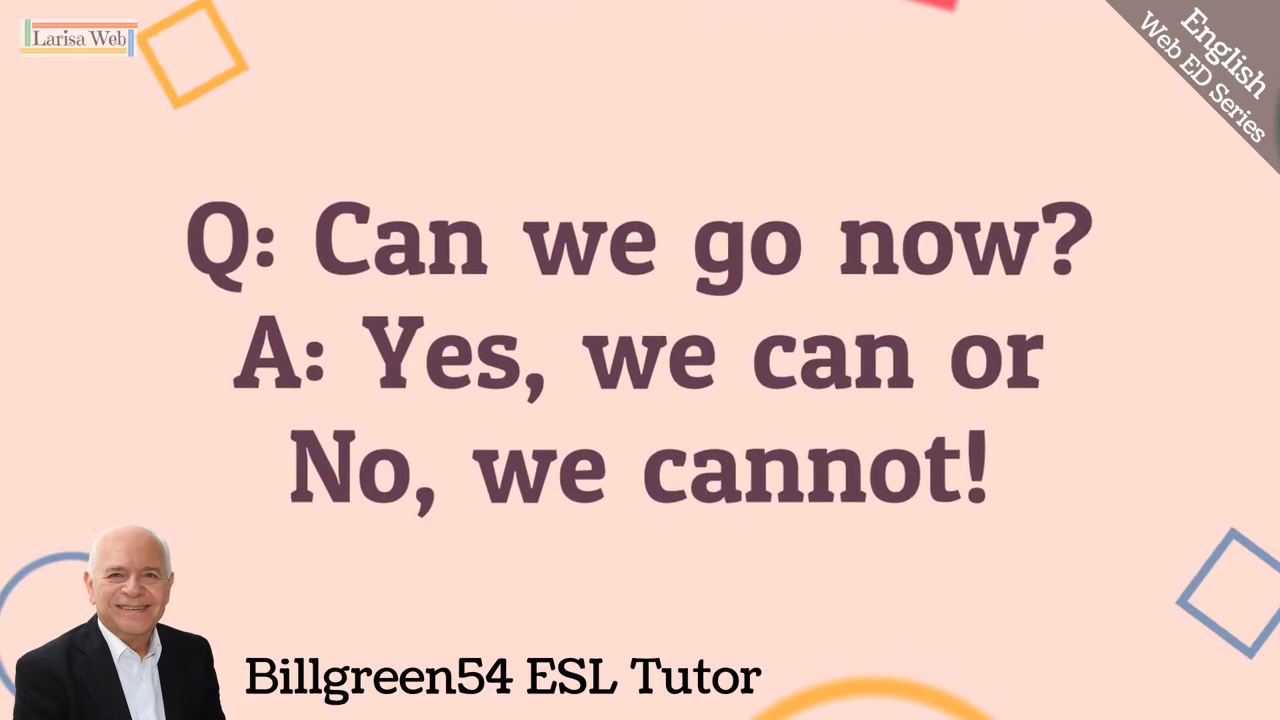 Larisa Web
English
Web ED Series
Q: Can we go now?
A: Yes, we can or
No, we cannot!
Billgreen54 ESL Tutor